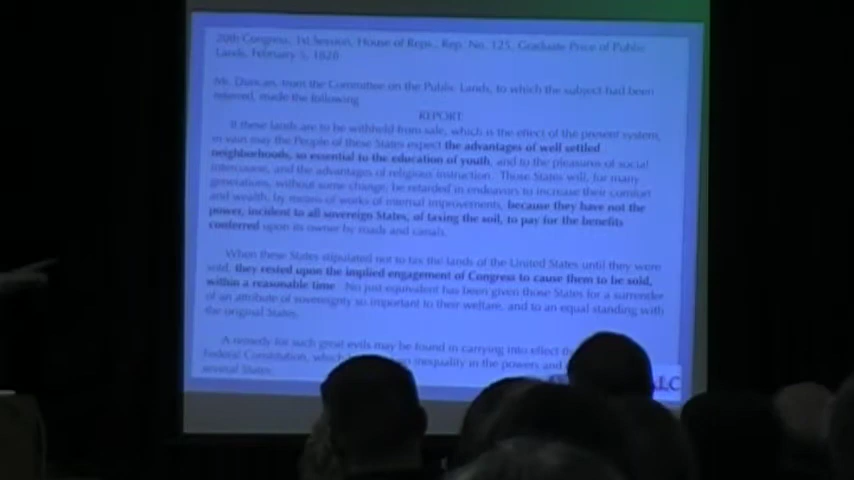 20th Congress, 1st Session, House of Reps., Rep. No. 125, Graduate Price of Public
Lands, February 5, 1828
Mr. Duncan, from the Committee on the Public Lands, to which the subject had been
referred, made the following
REPORT
If these lands are to be withheld from sale, which is the effect of the present system,
in vain may the People of these States expect the advantages of well settled
neighborhoods, so essential to the education of youth, and to the pleasures of social
intercourse, and the advantages of religious instruction. Those States will, for many
generations, without some change, be retarded in endeavors to increase their comfort
and wealth, by means of works of internal improvements, because they have not the
power, incident to all sovereign States, of taxing the soil, to pay for the benefits
conferred upon its owner by roads and canals.
When these States stipulated not to tax the lands of the United States until they were
sold, they rested upon the implied engagement of Congress to cause them to be sold,
within a reasonable time. No just equivalent has been given those States for a surrender
of an attribute of sovereignty so important to their welfare, and to an equal standing with
the original States.
A remedy for such great evils may be found in carrying into effect
Federal Constitution, which inequality in the powers and
several States.
LC